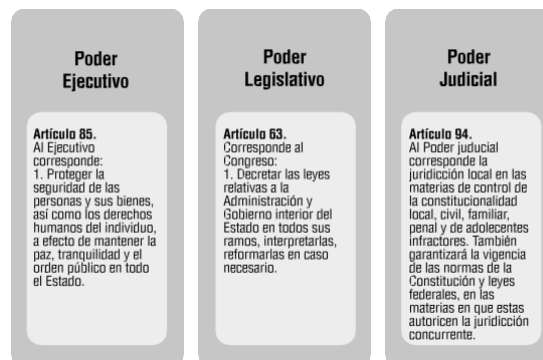 Poder
Ejecutivo
Artículo 85.
Al Ejecutivo
corresponde:
1. Proteger la
seguridad de las
personas y sus bienes,
así como los derechos
humanos del individuo,
a efecto de mantener la
paz, tranquilidad y el
orden público en todo
el Estado.
Poder
Legislativo
Artículo 63.
Corresponde al
Congreso:
1. Decretar las leyes
relativas a la
Administración y
Gobierno interior del
Estado en todos sus
ramos, interpretarlas,
reformarlas en caso
necesario.
Poder
Judicial
Artículo 94.
Al Poder juducial
corresponde la
juridicción local en las
materias de control de
la constitucionalidad
local, civil, familiar,
penal y de adolecentes
infractores. También
garantizará la vigencia
de las normas de la
Constitución y leyes
federales, en las
materias en que estas
autoricen la juridicción
concurrente.